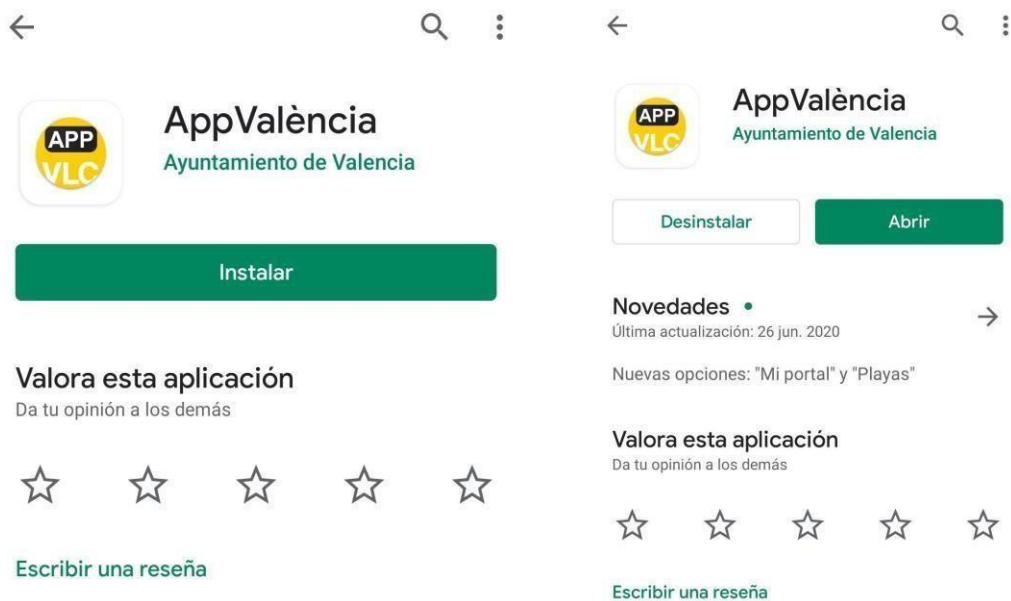 APP
VLC
AppValència
Ayuntamiento de Valencia
Instalar
Valora esta aplicación
Da tu opinión a los demás
Escribir una reseña
APP
VLC
AppValència
Ayuntamiento de Valencia
Desinstalar
Abrir
Novedades •
Última actualización: 26 jun. 2020
Nuevas opciones: "Mi portal" y "Playas"
Valora esta aplicación
Da tu opinión a los demás
Escribir una reseña